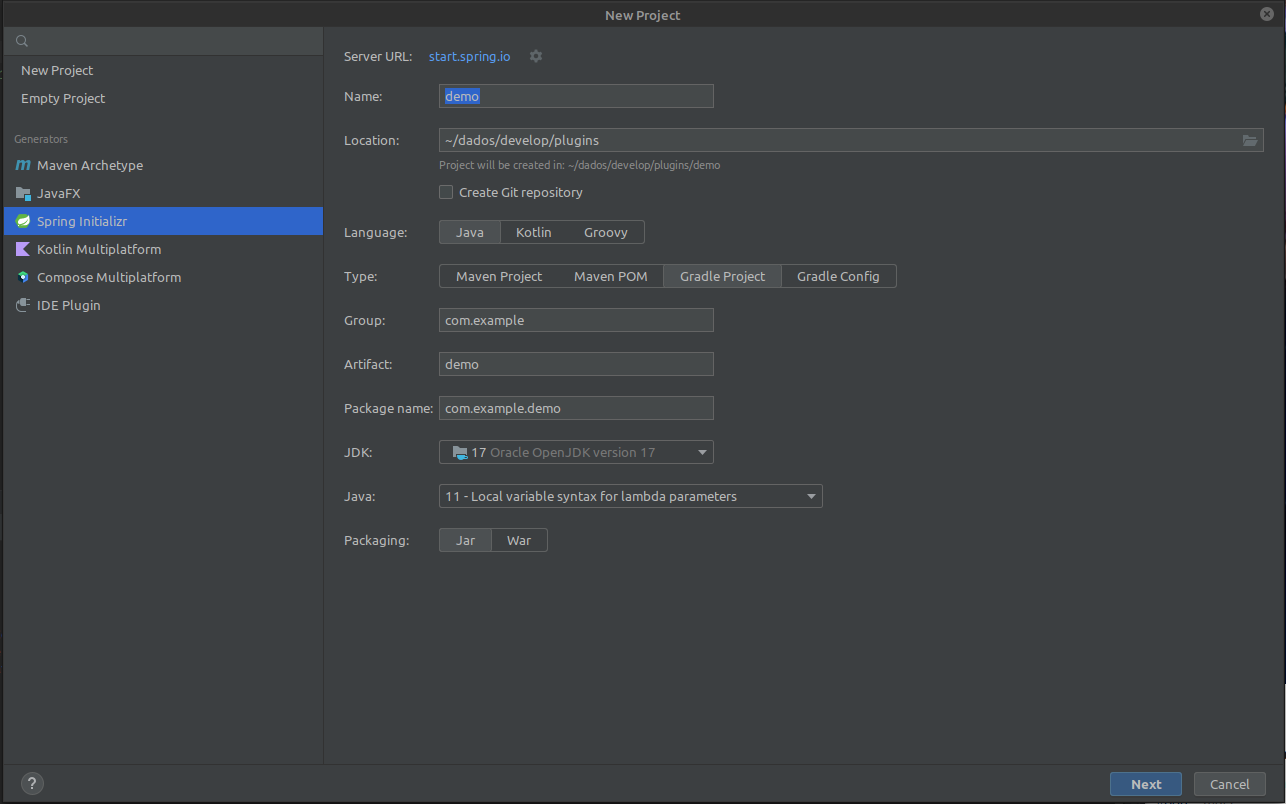 New Project
New Project
Empty Project
Generators
Maven Archetype
JavaFX
Spring Initializr
Kotlin Multiplatform
Compose Multiplatform
IDE Plugin
Server URL: start.spring.io
Name: demo
Location: ~/dados/develop/plugins
Project will be created in: ~/dados/develop/plugins/demo
Create Git repository
Language: Java Kotlin Groovy
Type: Maven Project Maven POM Gradle Project Gradle Config
Group: com.example
Artifact: demo
Package name: com.example.demo
JDK: 17 Oracle OpenJDK version 17
Java: 11 - Local variable syntax for lambda parameters
Packaging: Jar War
? Next Cancel